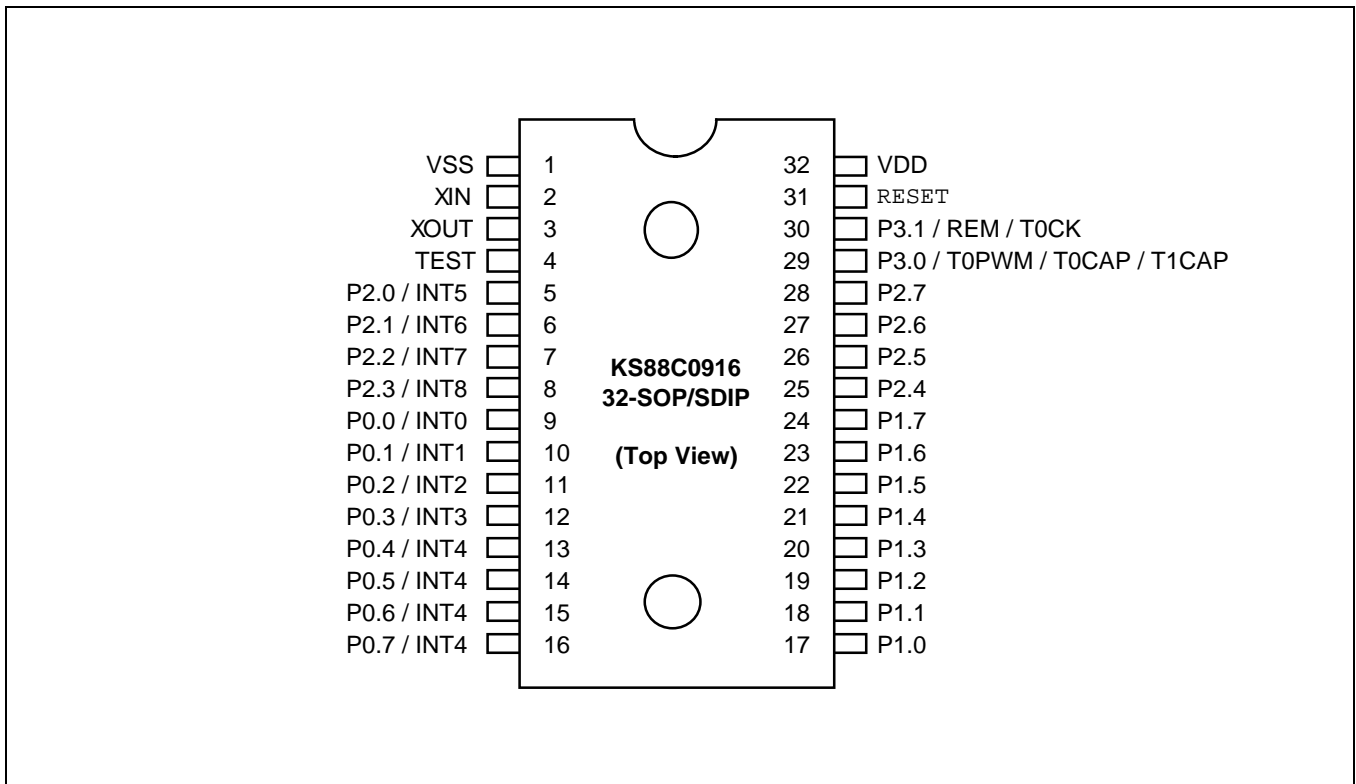 VSS 1 32 VDD
XIN 2 31 RESET
XOUT 3 30 P3.1 / REM / T0CK
TEST 4 29 P3.0 / T0PWM / T0CAP / T1CAP
P2.0 / INT5 5 28 P2.7
P2.1 / INT6 6 27 P2.6
P2.2 / INT7 7 26 P2.5
KS88C0916
P2.3 / INT8 8 25 P2.4
32-SOP/SDIP
P0.0 / INT0 9 24 P1.7
P0.1 / INT1 10 (Top View) 23 P1.6
P0.2 / INT2 11 22 P1.5
P0.3 / INT3 12 21 P1.4
P0.4 / INT4 13 20 P1.3
P0.5 / INT4 14 19 P1.2
P0.6 / INT4 15 18 P1.1
P0.7 / INT4 16 17 P1.0